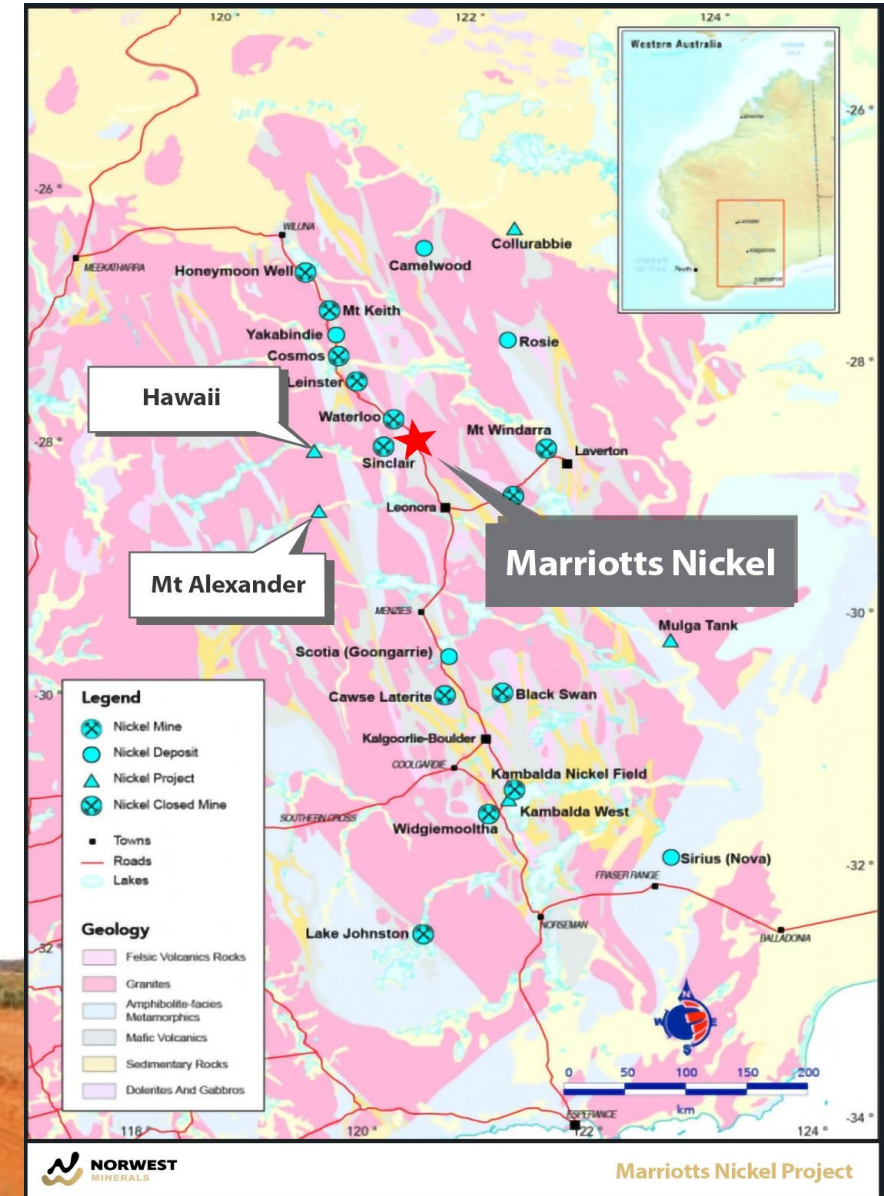 120 °
122 °
124 °
Western Australia
-26 °
-26 °
WILUNA
MEEKATHARRA
Collurabbie
Camelwood
Honeymoon Well
Mt Keith
Yakabindie
Rosie
Cosmos
-28 °
Leinster
Hawaii
Waterloo
Mt Windarra
-28 °
Laverton
Sinclair
Leonora
Marriotts Nickel
Mt Alexander
MENZIES
-30 °
Mulga Tank
Scotia (Goongarrie)
-30 °
Cawse Laterite
Black Swan
Kalgoorlie-Boulder
COOLGARDIE
Kambalda Nickel Field
Kambalda West
SOUTHERN CROSS
Widgiemooltha
Sirius (Nova)
-32 °
FRASER RANGE
NORSEMAN
Lake Johnston
BALLADONIA
-32 °
Legend
Nickel Mine
Nickel Deposit
Nickel Project
Nickel Closed Mine
Towns
Roads
Lakes
Geology
Felsic Volcanics Rocks
Granites
Amphibolite-facies
Metamorphics
Mafic Volcanics
Sedimentary Rocks
Dolerites And Gabbros
N
W E
S
0 50 100 150 200
km
ESPERANCE
-34 °
118 °
120 °
122 °
124 °
NORWEST
MINERALS
Marriotts Nickel Project